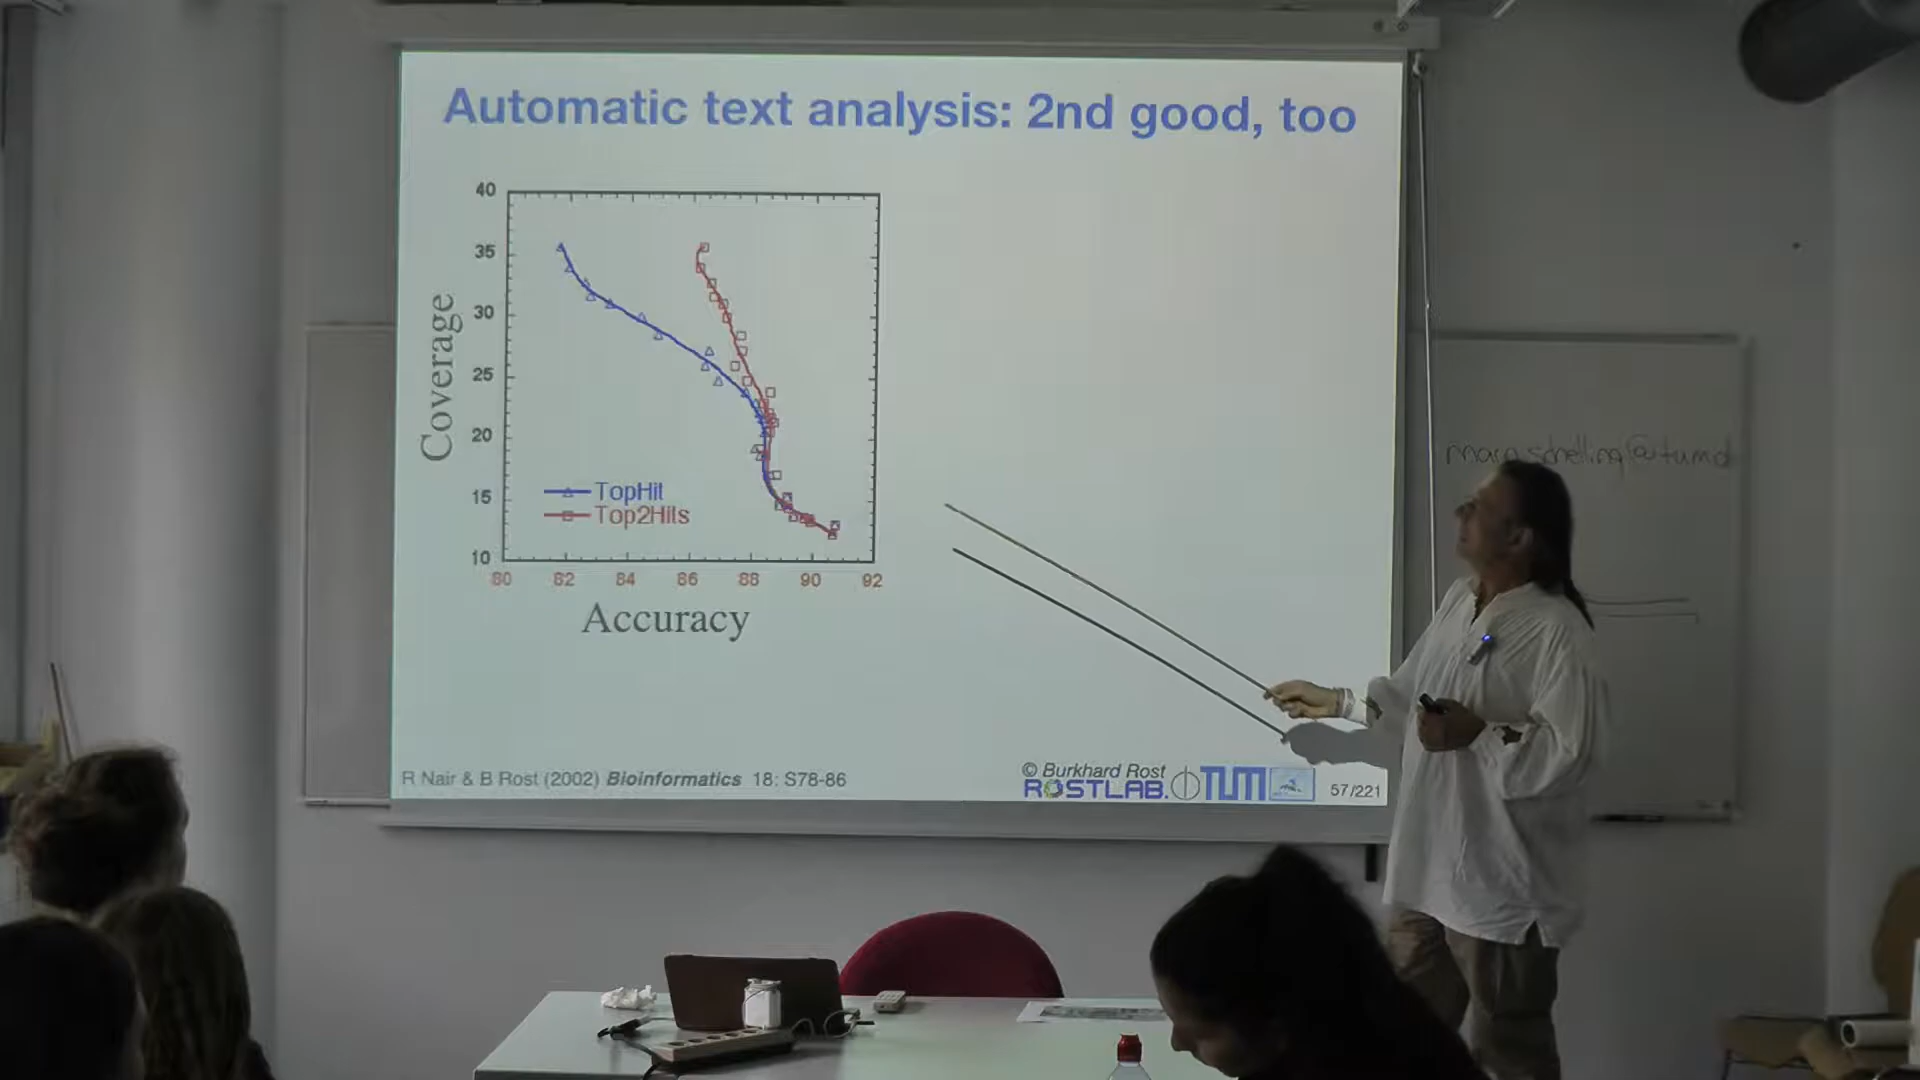 Automatic text analysis: 2nd good, too
40
35
30
25
20
15
10
Coverage
TopHit
Top2Hits
80 82 84 86 88 90 92
Accuracy
R Nair & B Rost (2002) Bioinformatics 18: S78-86
© Burkhard Rost
ROSTLAB. TUM
57/221